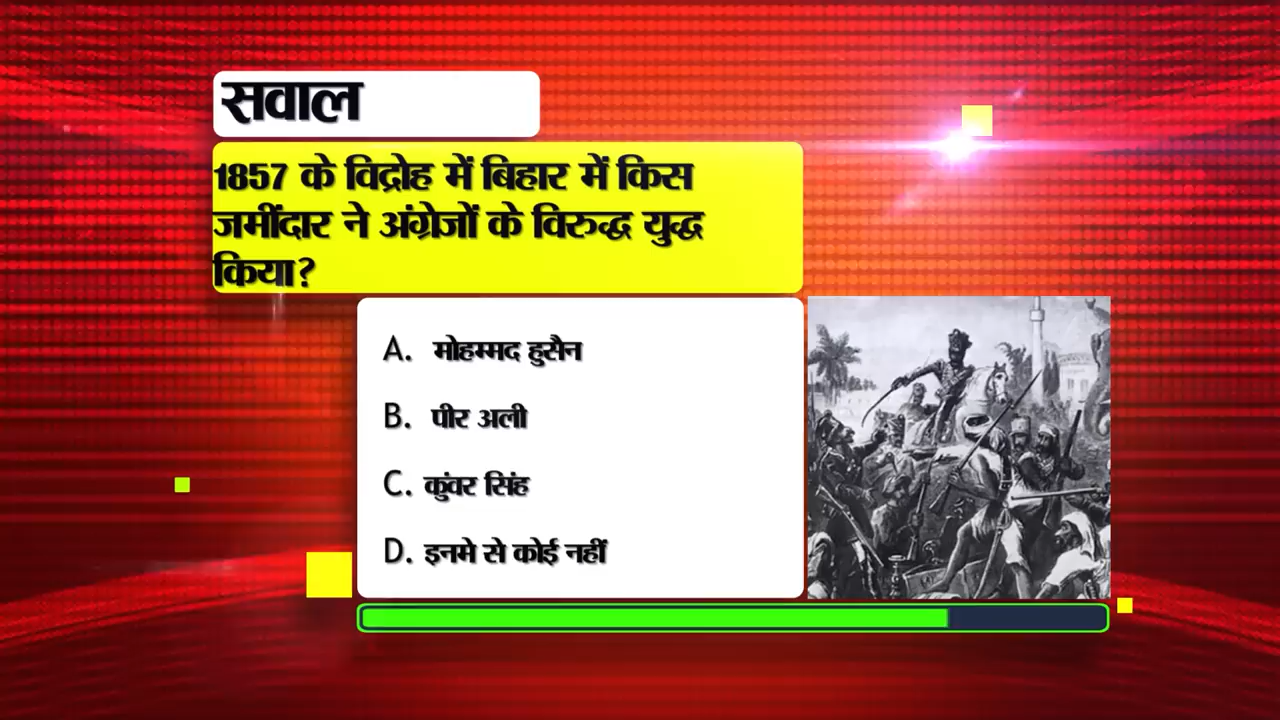 सवाल
1857 के विद्रोह में बिहार में किस
जमींदार ने अंग्रेजों के विरुद्ध युद्ध
किया?
A. मोहम्मद हुसैन
B. पीर अली
C. कुंवर सिंह
D. इनमे से कोई नहीं